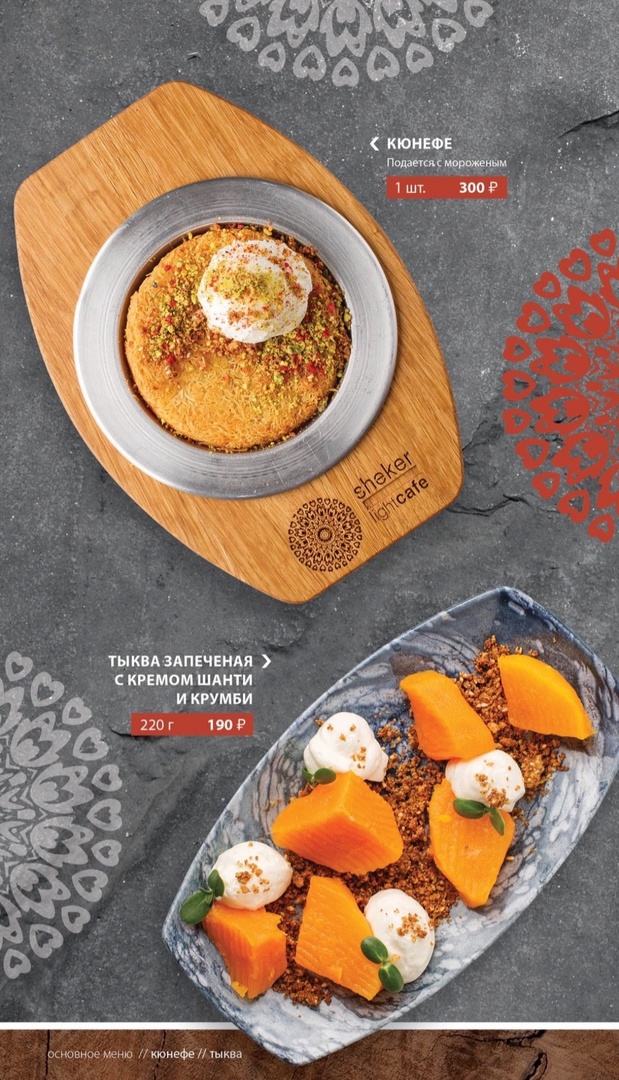 КЮНЕФЕ
Подается с мороженым
1 шт. 300 ₽
sheker
lightcafe
ТЫКВА ЗАПЕЧЕНАЯ
С КРЕМОМ ШАНТИ
И КРУМБИ
220 г 190 ₽
основное меню // кюнефе // тыква